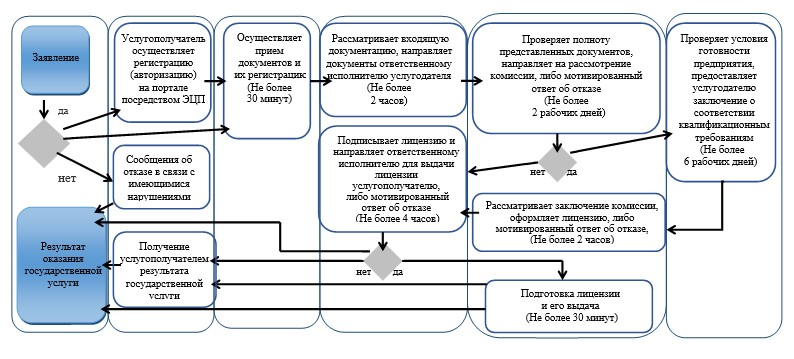 Заявление
да
нет
Результат
оказания
государственной
услуги
Услугополучатель
осуществляет
регистрацию
(авторизацию)
на портале
посредством ЭЦП
Сообщения об
отказе в связи с
имеющимися
нарушениями
Получение
услугополучателем
результата
государственной
услуги
Осуществляет
прием
документов и
их регистрацию
(Не более
30 минут)
Рассматривает входящую
документацию, направляет
документы ответственному
исполнителю услугодателя
(Не более
2 часов)
Подписывает лицензию и
направляет ответственному
исполнителю для выдачи
лицензии
услугополучателю,
либо мотивированный
ответ об отказе
(Не более 4 часов)
нет
да
Проверяет полноту
представленных документов,
направляет на рассмотрение
комиссии, либо мотивированный
ответ об отказе
(Не более
2 рабочих дней)
нет
да
Рассматривает заключение комиссии,
оформляет лицензию, либо
мотивированный ответ об отказе,
(Не более 2 часов)
Подготовка лицензии
и его выдача
(Не более 30 минут)
Проверяет условия
готовности
предприятия,
предоставляет
услугодателю
заключение о
соответствии
квалификационным
требованиям
(Не более
6 рабочих дней)